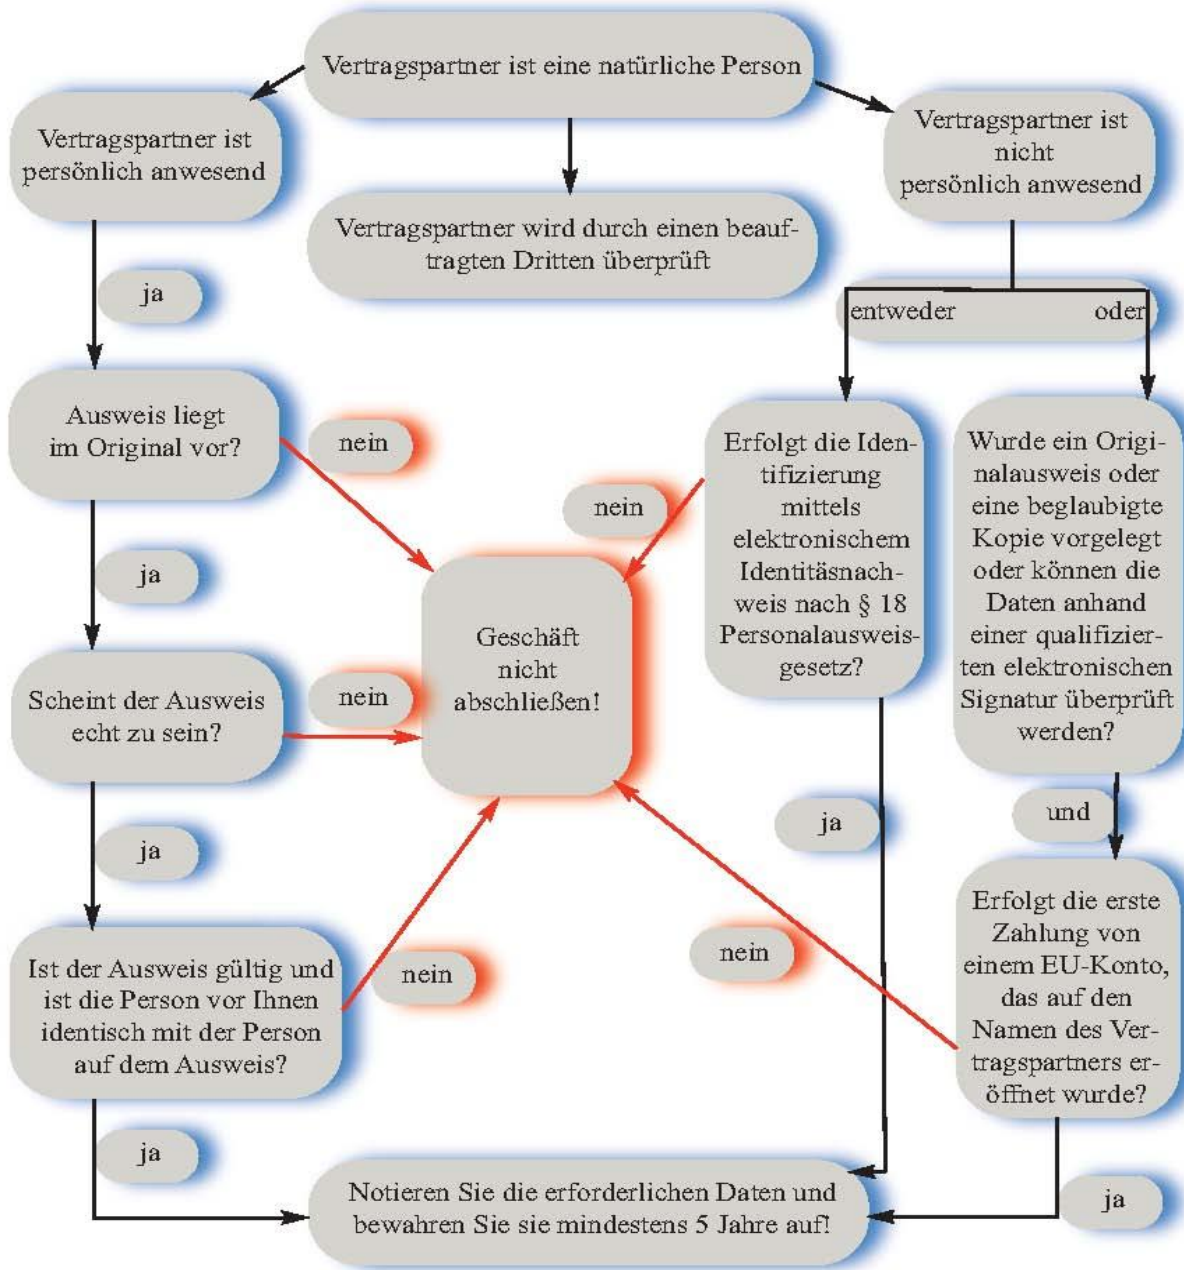 Vertragspartner ist eine natürliche Person
Vertragspartner ist
persönlich anwesend
Vertragspartner ist
nicht
persönlich anwesend
Vertragspartner wird durch einen beauf-
tragten Dritten überprüft
ja
entweder
oder
Ausweis liegt
im Original vor?
nein
Erfolgt die Iden-
tifizierung
mittels
elektronischem
Identitäsnach-
weis nach § 18
Personalausweis-
gesetz?
Wurde ein Origi-
nalausweis oder
eine beglaubigte
Kopie vorgelegt
oder können die
Daten anhand
einer qualifizier-
ten elektronischen
Signatur überprüft
werden?
nein
ja
Geschäft
nicht
abschließen!
Scheint der Ausweis
echt zu sein?
nein
ja
und
ja
Erfolgt die erste
Zahlung von
einem EU-Konto,
das auf den
Namen des Ver-
tragspartners er-
öffnet wurde?
Ist der Ausweis gültig und
ist die Person vor Ihnen
identisch mit der Person
auf dem Ausweis?
nein
nein
ja
Notieren Sie die erforderlichen Daten und
bewahren Sie sie mindestens 5 Jahre auf!
ja